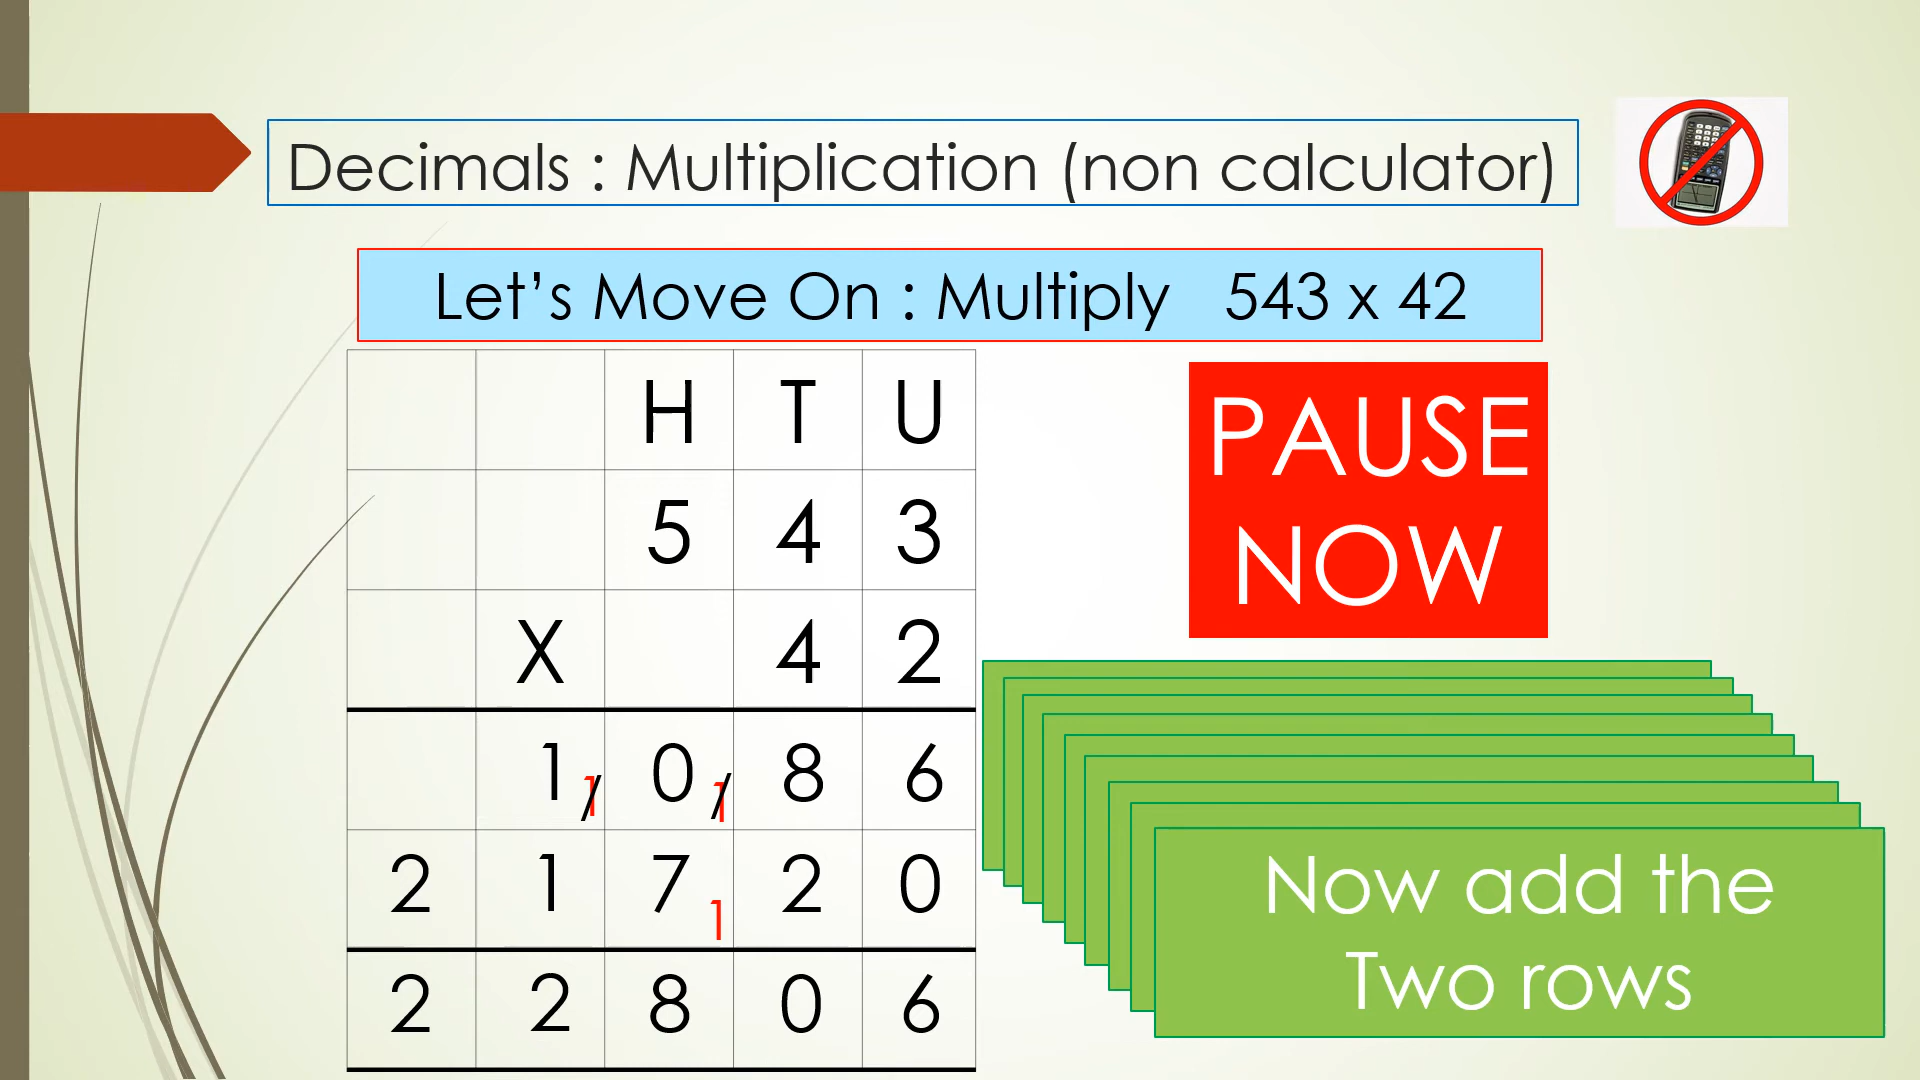 Decimals : Multiplication (non calculator)
Let's Move On : Multiply 543 x 42
H T U
5 4 3
X 4 2
1 1 0 1 8 6
2 1 7 1 2 0
2 2 8 0 6
PAUSE
NOW
Now add the
Two rows